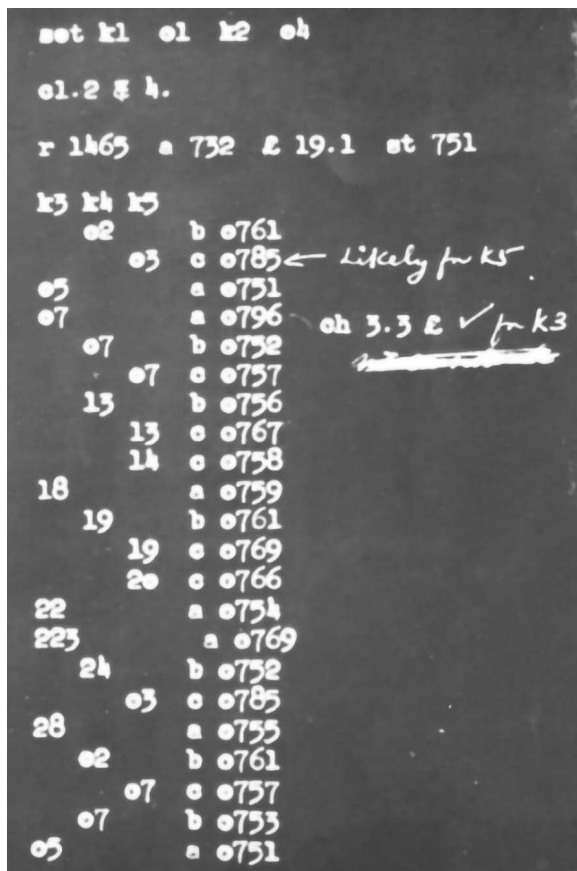 set k1 o1 k2 o4
c1.2 & 4.
r 1465 a 732 £ 19.1 st 751
k3 k4 k5
o2 b o761
o3 c o785 ← Likely for k5.
o5 a o751
o7 a o796 ch 3.3 £ ✓ for k3
o7 b o752
o7 c o757
13 b o756
13 c o767
14 c o758
18 a o759
19 b o761
19 c o769
2o c o766
22 a o754
223 a o769
24 b o752
o3 c o785
28 a o755
o2 b o761
o7 c o757
o7 b o753
o5 a o751